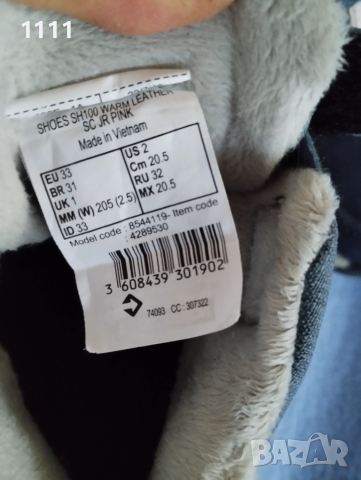 1111
SHOES SH100 WARM LEATHER
SC JR PINK
Made in Vietnam
EU 33
BR 31
UK 1
MM (W) 205 (2.5)
ID 33
US 2
Cm 20.5
RU 32
MX 20.5
Model code : 8544119- Item code
: 4289530
3 608439 301902
74093 CC : 307322
BAZAR